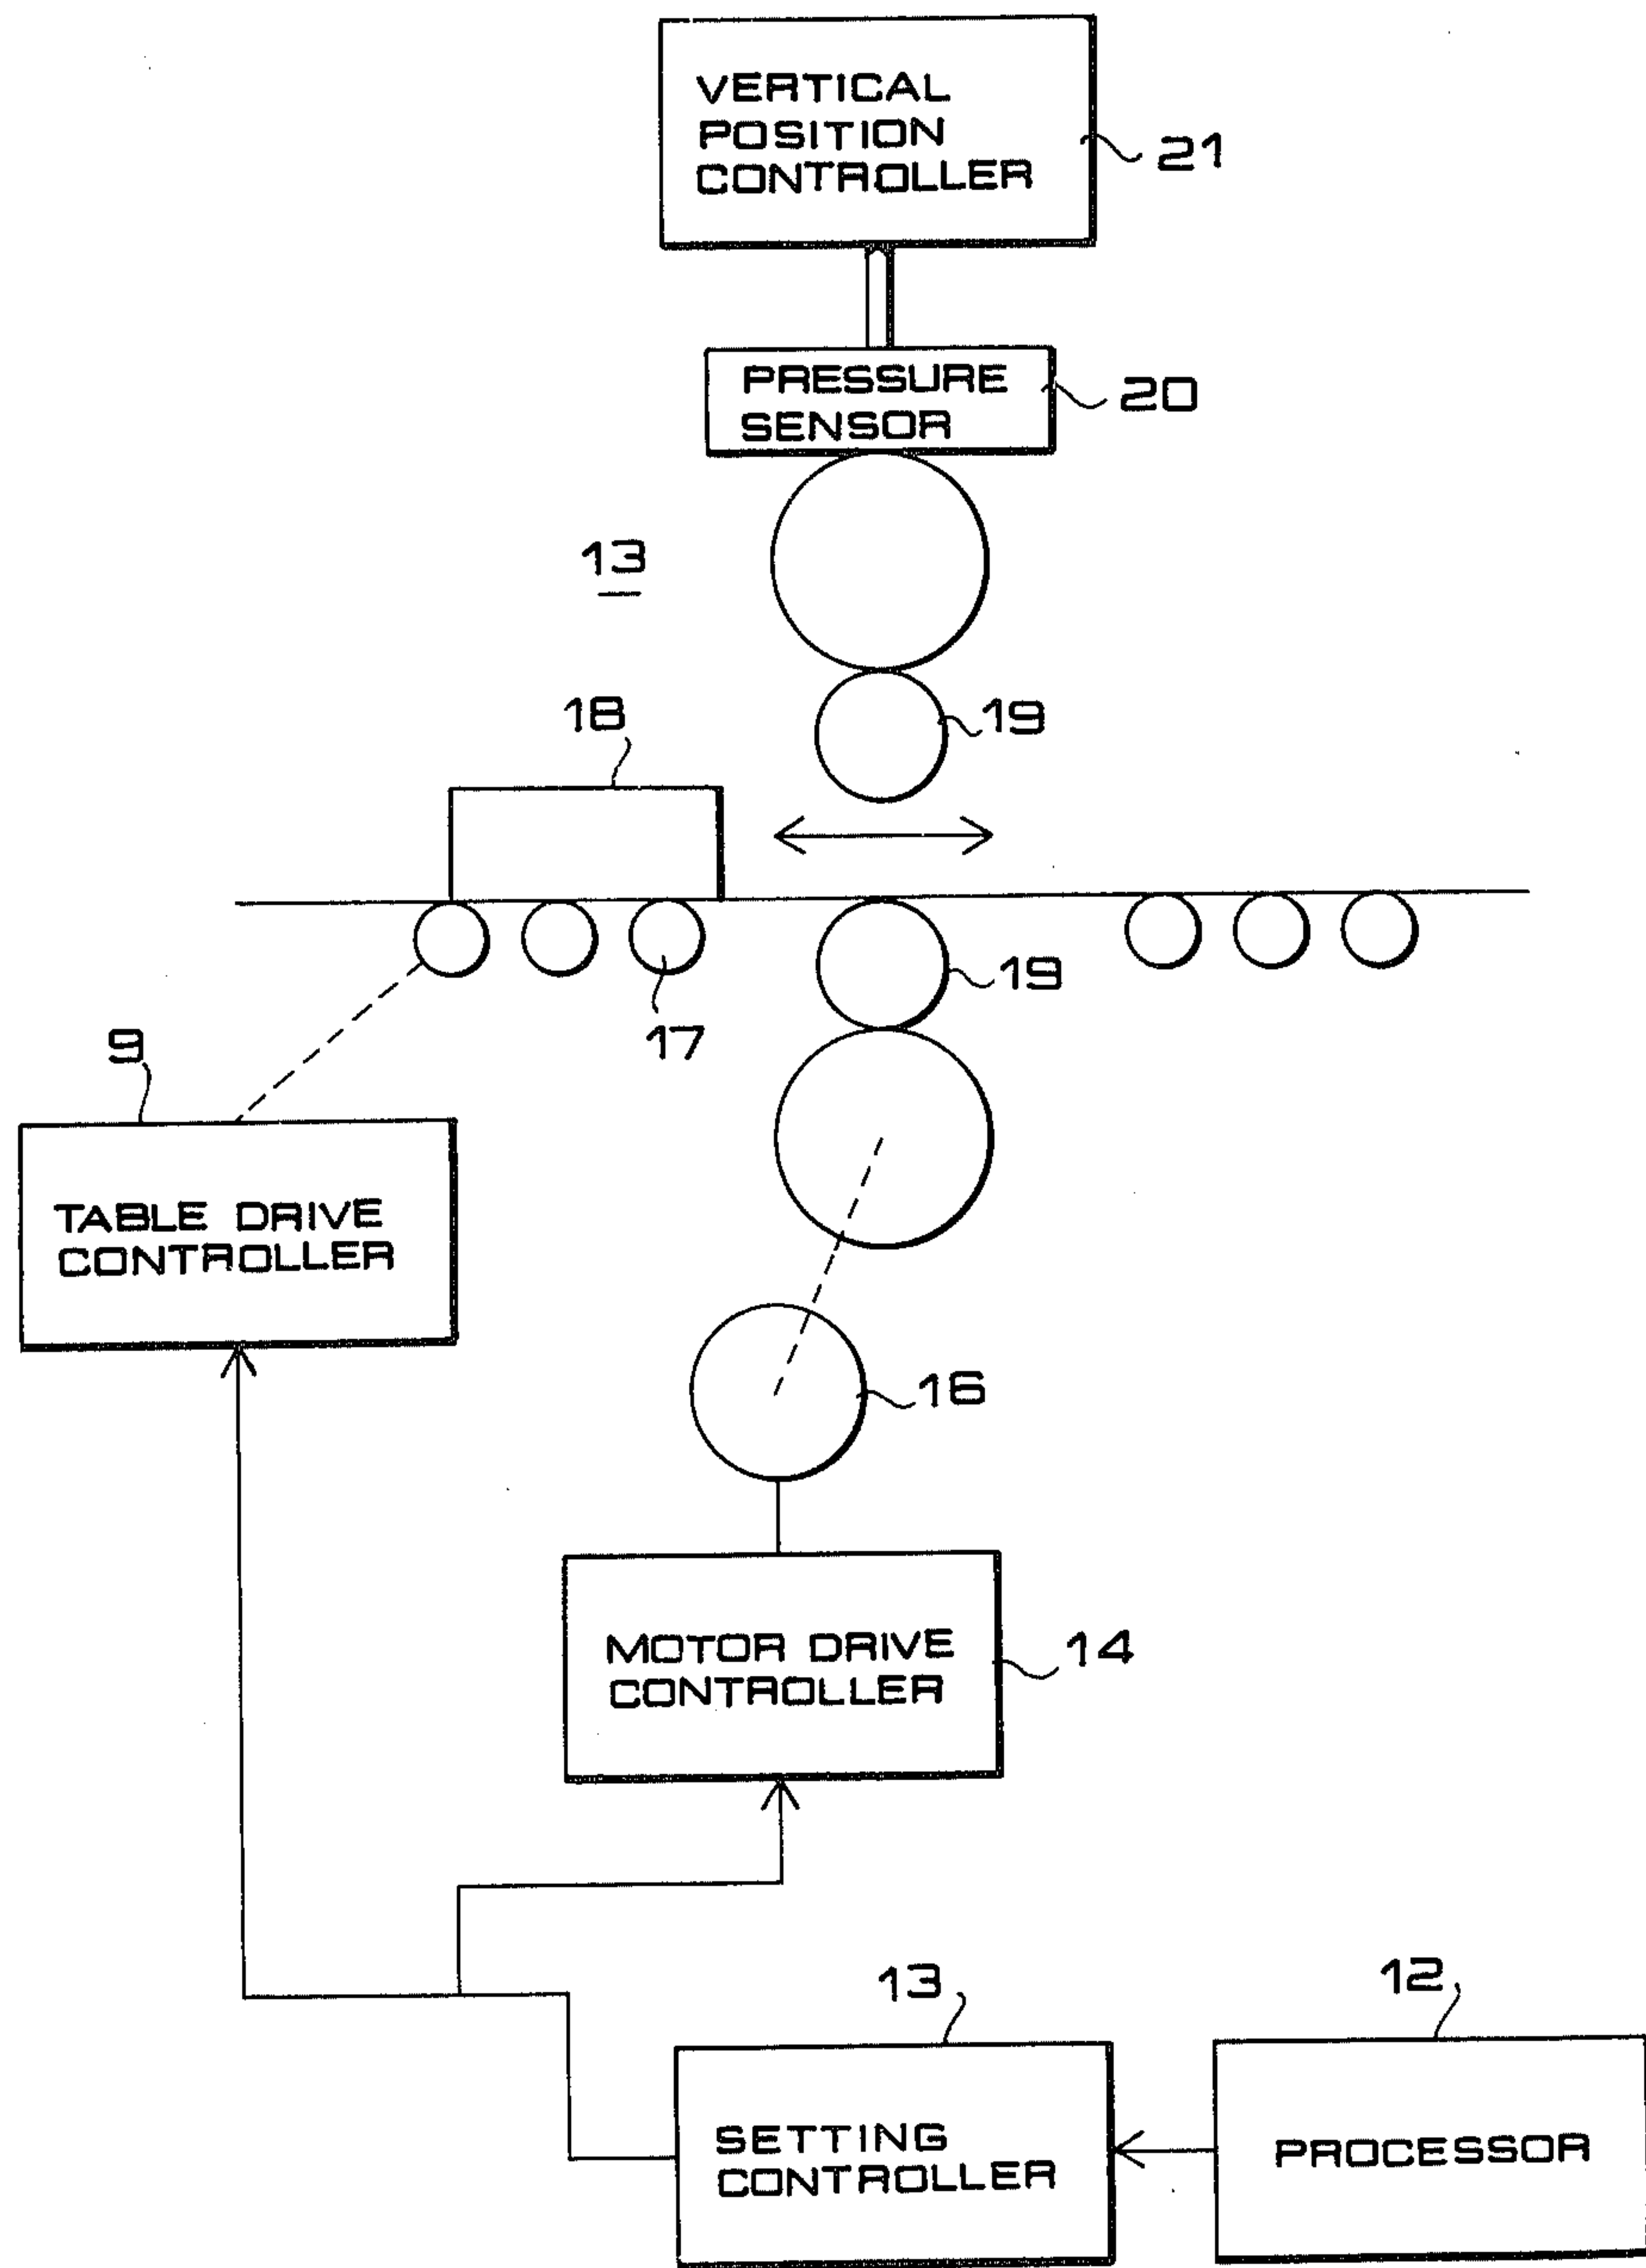 VERTICAL
POSITION
CONTROLLER
21
PRESSURE
SENSOR
20
13
19
18
19
17
9
TABLE DRIVE
CONTROLLER
16
MOTOR DRIVE
CONTROLLER
14
13
12
SETTING
CONTROLLER
PROCESSOR